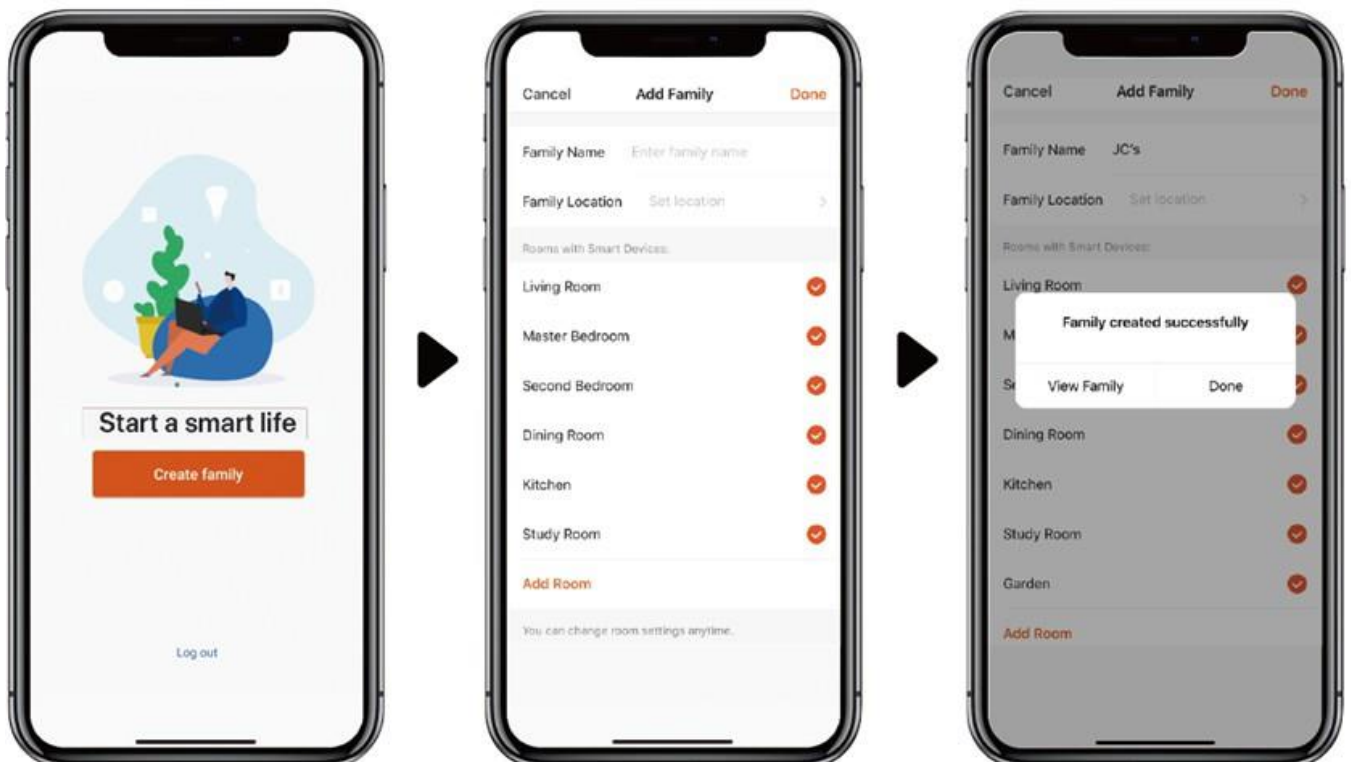 Start a smart life
Create family
Log out
Cancel Add Family Done
Family Name Enter family name
Family Location Set location
Rooms with Smart Devices:
Living Room
Master Bedroom
Second Bedroom
Dining Room
Kitchen
Study Room
Add Room
You can change room settings anytime.
Cancel Add Family Done
Family Name JC's
Family Location Set location
Rooms with Smart Devices:
Living Room
Family created successfully
M
Se
View Family Done
Dining Room
Kitchen
Study Room
Garden
Add Room